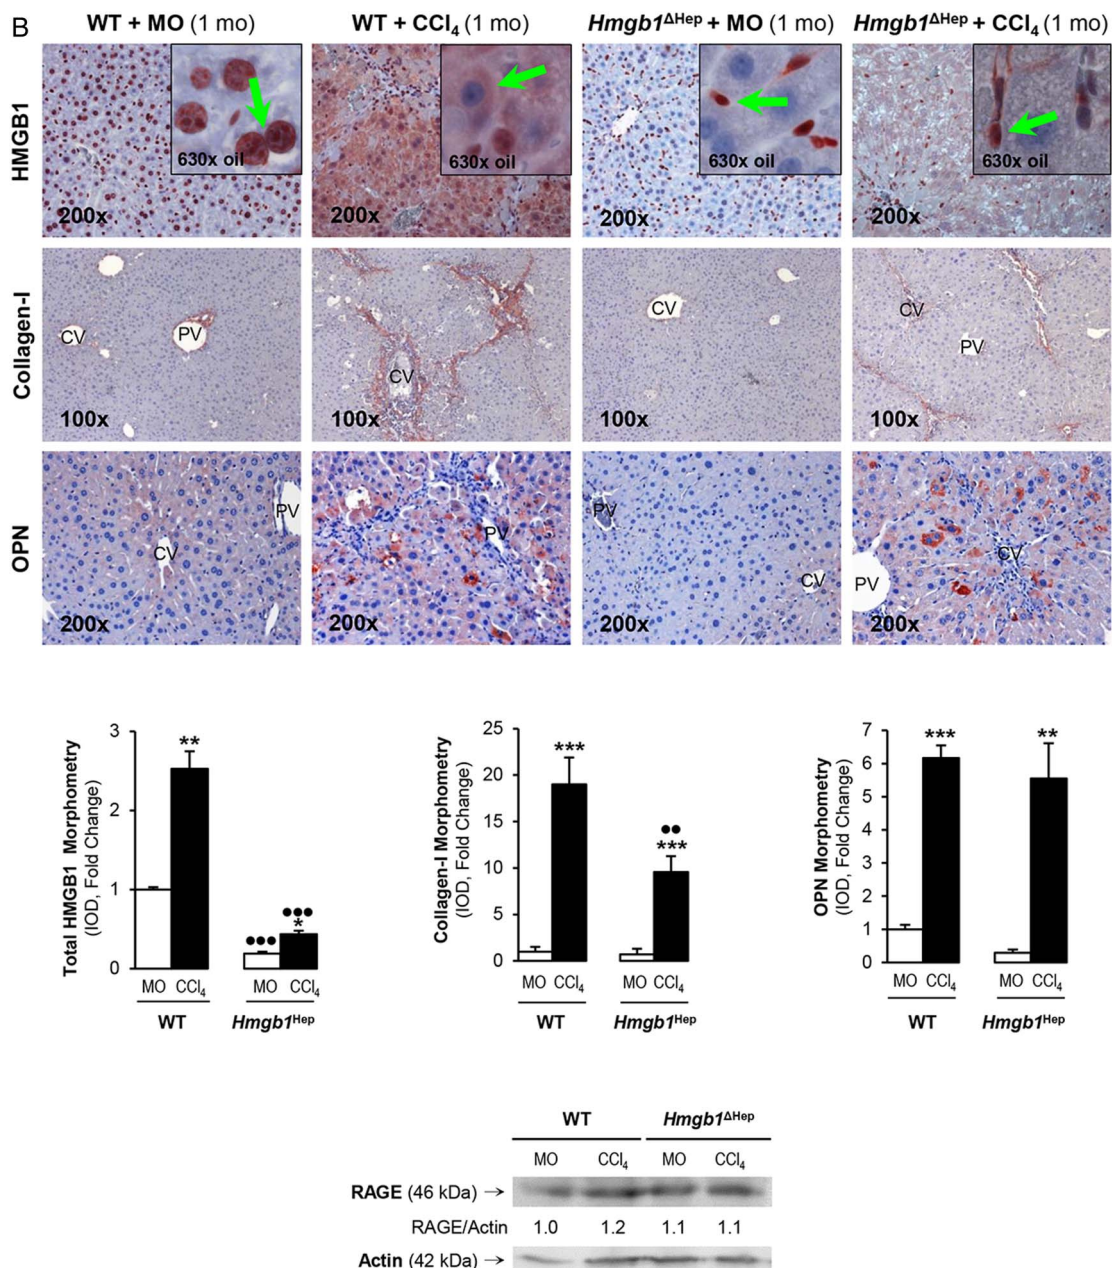 B
WT + MO (1 mo) WT + CCl₄ (1 mo) Hmgb1ΔHep + MO (1 mo) Hmgb1ΔHep + CCl₄ (1 mo)
HMGB1
630x oil 630x oil 630x oil 630x oil
200x 200x 200x 200x
Collagen-I
CV PV CV CV CV PV
100x 100x 100x 100x
OPN
PV CV PV PV CV CV PV
200x 200x 200x 200x
Total HMGB1 Morphometry
(IOD, Fold Change)
3
2
1
0
**
●●●
●●●
*
MO CCl₄ MO CCl₄
WT Hmgb1Hep
Collagen-I Morphometry
(IOD, Fold Change)
25
20
15
10
5
0
***
●●
***
MO CCl₄ MO CCl₄
WT Hmgb1Hep
OPN Morphometry
(IOD, Fold Change)
7
6
5
4
3
2
1
0
*** **
MO CCl₄ MO CCl₄
WT Hmgb1Hep
WT Hmgb1ΔHep
MO CCl₄ MO CCl₄
RAGE (46 kDa) →
RAGE/Actin 1.0 1.2 1.1 1.1
Actin (42 kDa) →